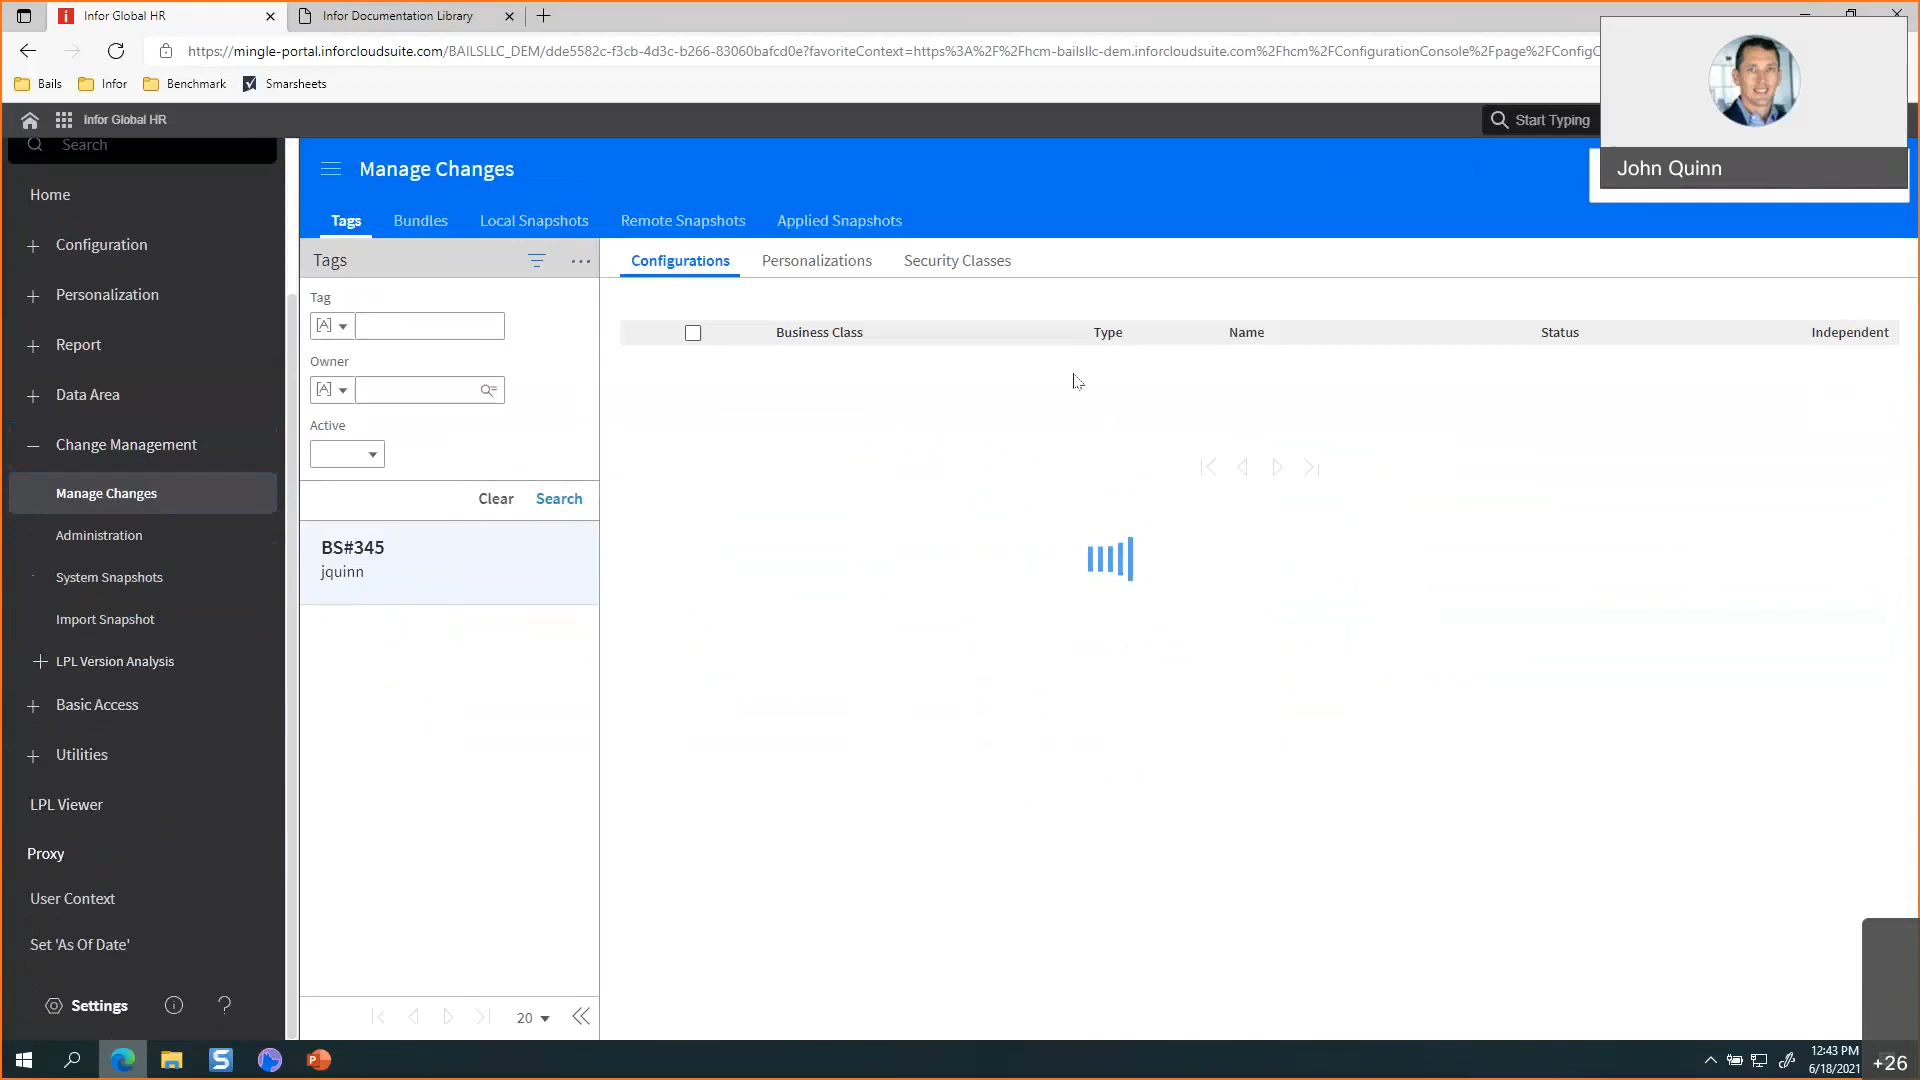 Infor Global HR
Infor Documentation Library
https://mingle-portal.inforcloudsuite.com/BAILSLLC_DEM/dde5582c-f3cb-4d3c-b266-83060bafcd0e?favoriteContext=https%3A%2F%2Fhcm-bailsllc-dem.inforcloudsuite.com%2Fhcm%2FConfigurationConsole%2Fpage%2FConfigC
Bails
Infor
Benchmark
Smarsheets
Infor Global HR
Start Typing
John Quinn
Search
Home
Configuration
Personalization
Report
Data Area
Change Management
Manage Changes
Administration
System Snapshots
Import Snapshot
LPL Version Analysis
Basic Access
Utilities
LPL Viewer
Proxy
User Context
Set 'As Of Date'
Settings
Manage Changes
Tags Bundles Local Snapshots Remote Snapshots Applied Snapshots
Tags
Tag
[A]
Owner
[A]
Active
Clear Search
BS#345
jquinn
20
Configurations Personalizations Security Classes
Business Class Type Name Status Independent
12:43 PM
6/18/2021
+26